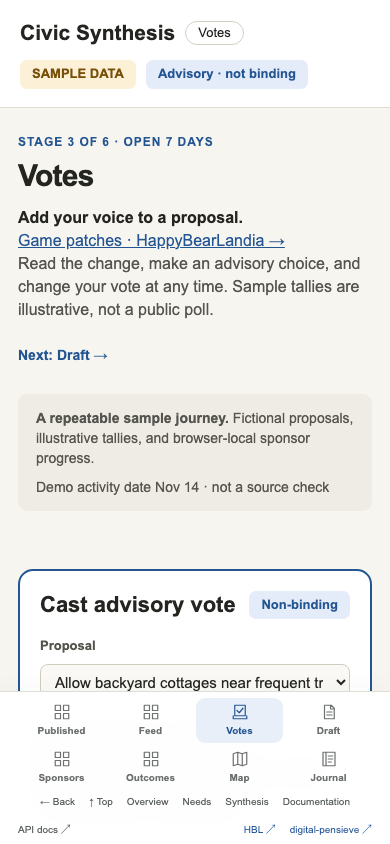 Civic Synthesis Votes
SAMPLE DATA Advisory · not binding
STAGE 3 OF 6 · OPEN 7 DAYS
Votes
Add your voice to a proposal.
Game patches · HappyBearLandia →
Read the change, make an advisory choice, and
change your vote at any time. Sample tallies are
illustrative, not a public poll.
Next: Draft →
A repeatable sample journey. Fictional proposals,
illustrative tallies, and browser-local sponsor
progress.
Demo activity date Nov 14 · not a source check
Cast advisory vote Non-binding
Proposal
Allow backyard cottages near frequent tr
Published Feed Votes Draft
Sponsors Outcomes Map Journal
← Back ↑ Top Overview Needs Synthesis Documentation
API docs ↗ HBL ↗ digital-pensieve ↗